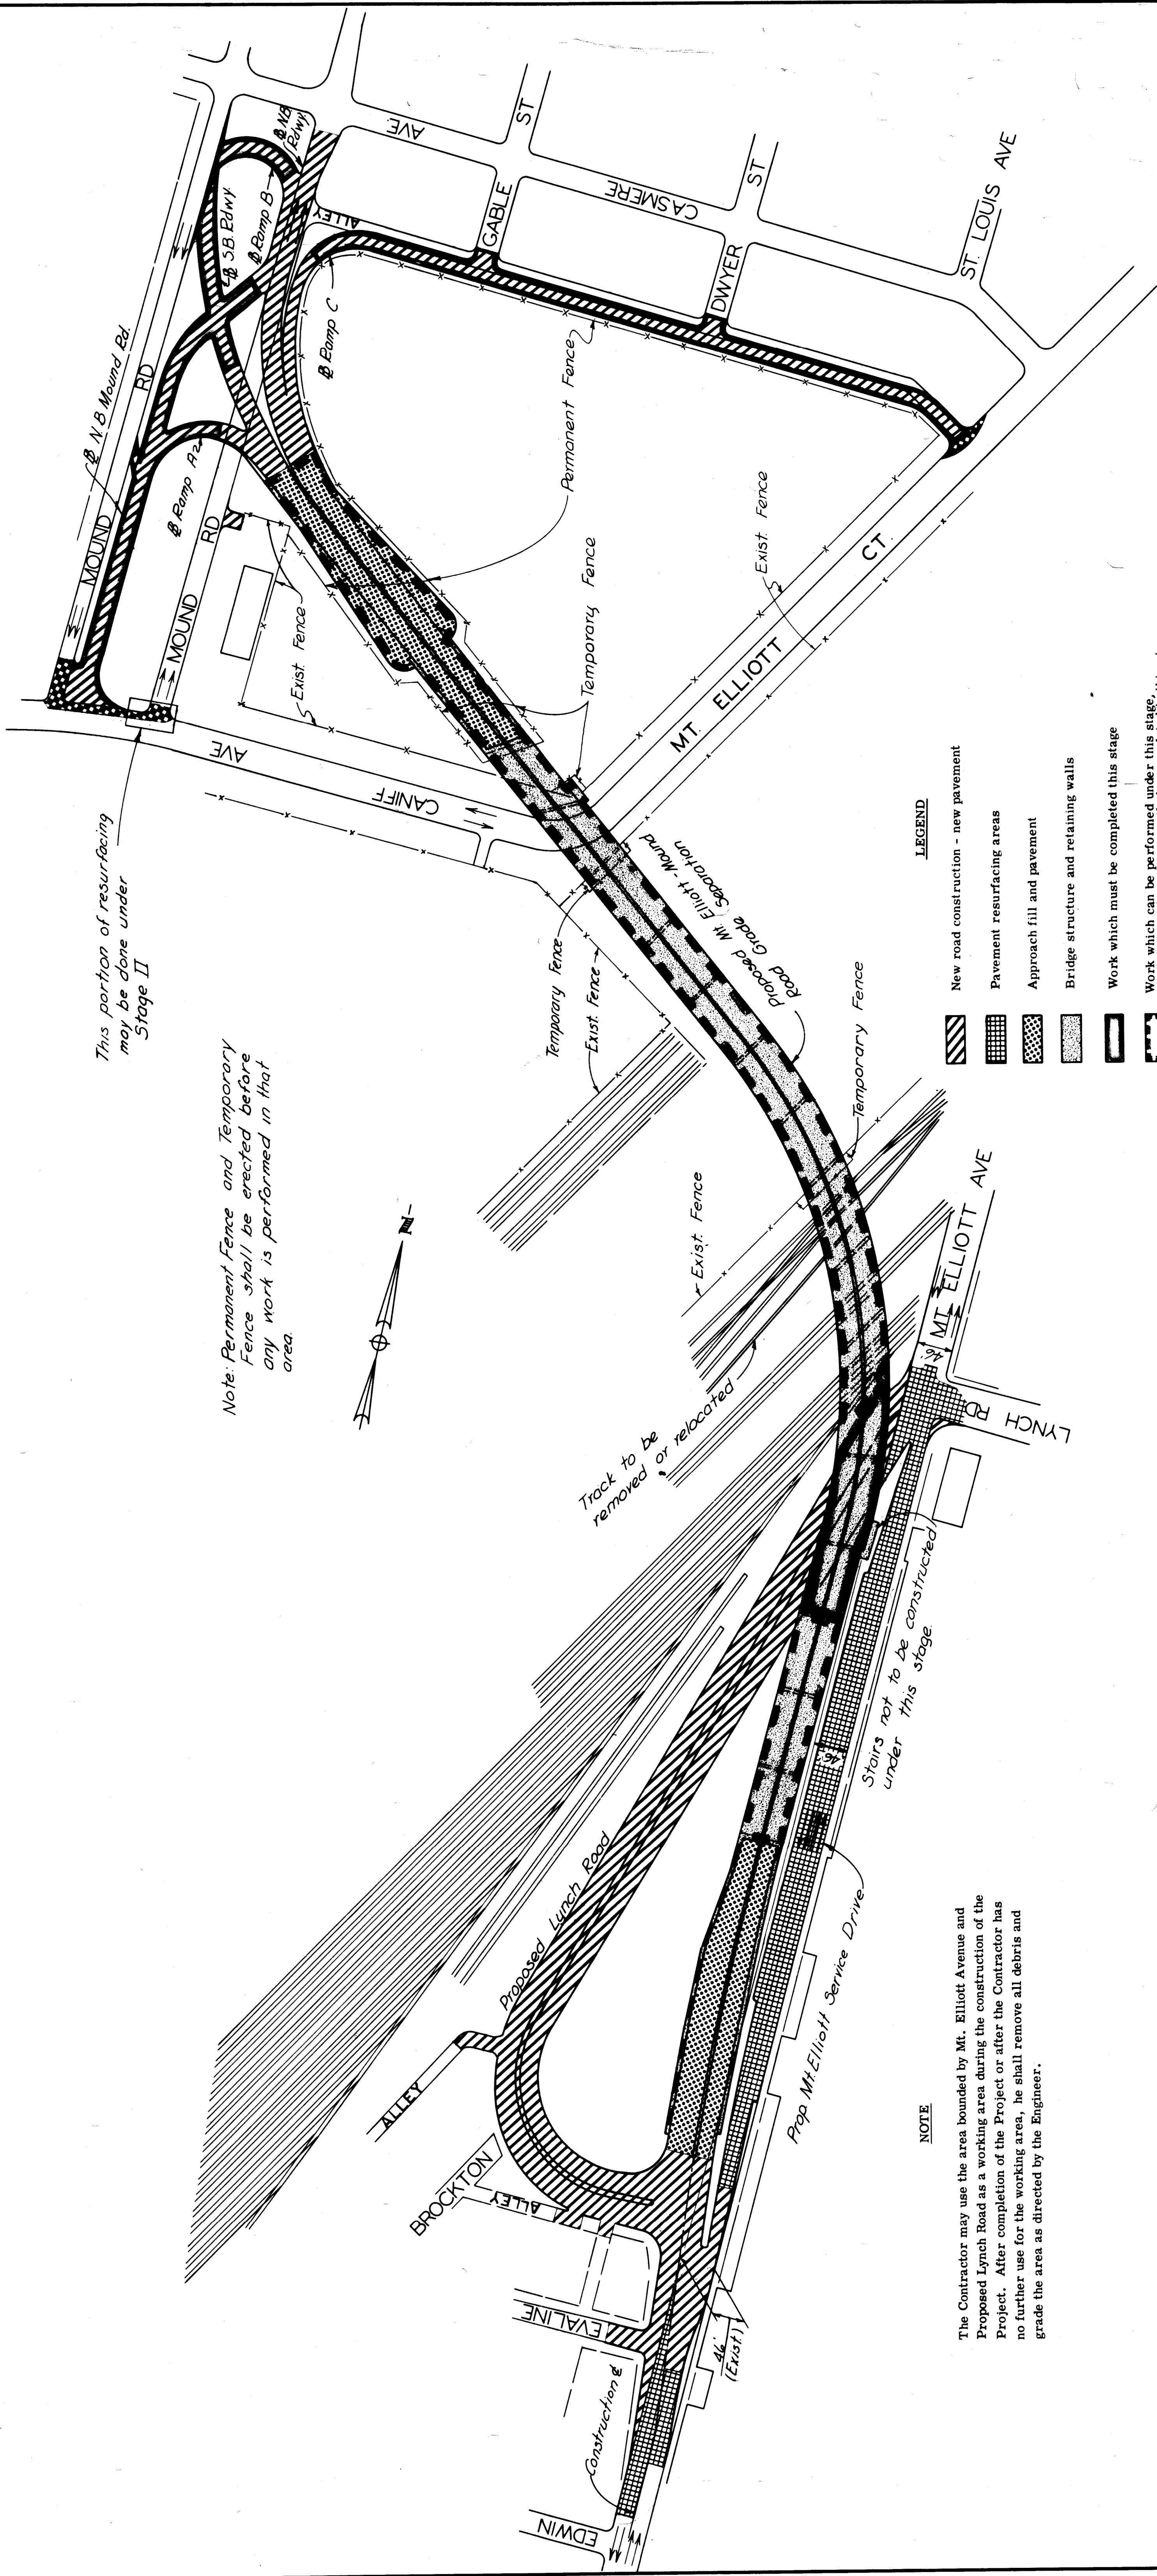 N.B.
Rdwy.
AVE
ST
CASMERE
ST
ST. LOUIS AVE
S.B. Rdwy
Ramp B
ALLEY
GABLE
DWYER
N.B Mound Rd.
RD
Ramp C
Permanent Fence
MOUND
Ramp A2
RD
MOUND
Exist. Fence
Exist. Fence
Temporary Fence
MT. ELLIOTT CT.
AVE
CANIFF
This portion of resurfacing
may be done under
Stage II
Proposed Mt. Elliott-Mound
Road Grade Separation
Temporary Fence
Exist. Fence
Note: Permanent Fence and Temporary
Fence shall be erected before
any work is performed in that
area.
N
Temporary Fence
Exist. Fence
Track to be
removed or relocated
MT ELLIOTT AVE
46'
LYNCH RD
Stairs not to be constructed
under this stage.
46'
Proposed Lynch Road
Prop. Mt. Elliott Service Drive
ALLEY
BROCKTON
ALLEY
EVALINE
46'
(Exist.)
Construction ℄
EDWIN
LEGEND
New road construction - new pavement
Pavement resurfacing areas
Approach fill and pavement
Bridge structure and retaining walls
Work which must be completed this stage
Work which can be performed under this stage,
NOTE
The Contractor may use the area bounded by Mt. Elliott Avenue and
Proposed Lynch Road as a working area during the construction of the
Project. After completion of the Project or after the Contractor has
no further use for the working area, he shall remove all debris and
grade the area as directed by the Engineer.